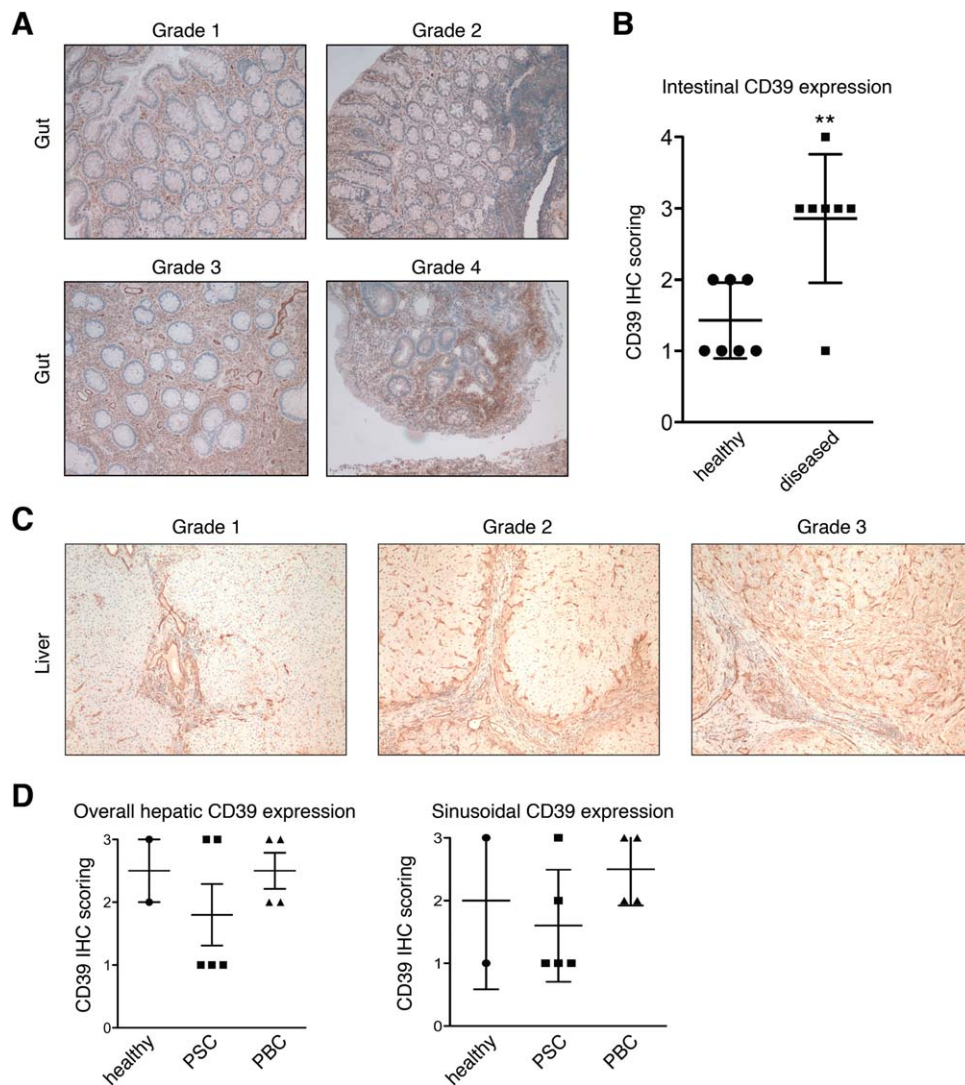 A
Grade 1
Grade 2
Gut
Grade 3
Grade 4
Gut
B
Intestinal CD39 expression
**
CD39 IHC scoring
4
3
2
1
0
healthy
diseased
C
Grade 1
Grade 2
Grade 3
Liver
D
Overall hepatic CD39 expression
CD39 IHC scoring
3
2
1
0
healthy
PSC
PBC
Sinusoidal CD39 expression
CD39 IHC scoring
3
2
1
0
healthy
PSC
PBC